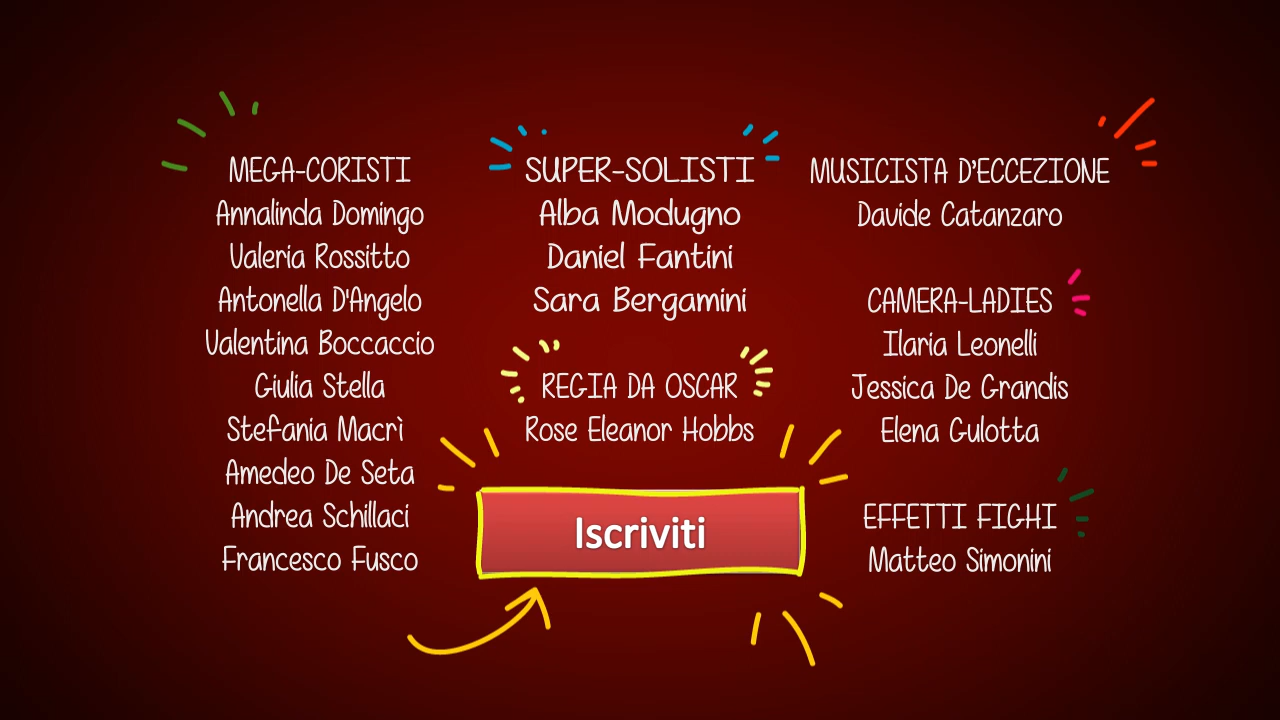 MEGA-CORISTI
Annalinda Domingo
Valeria Rossitto
Antonella D'Angelo
Valentina Boccaccio
Giulia Stella
Stefania Macrì
Amedeo De Seta
Andrea Schillaci
Francesco Fusco
SUPER-SOLISTI
Alba Modugno
Daniel Fantini
Sara Bergamini
REGIA DA OSCAR
Rose Eleanor Hobbs
Iscriviti
MUSICISTA D'ECCEZIONE
Davide Catanzaro
CAMERA-LADIES
Ilaria Leonelli
Jessica De Grandis
Elena Gulotta
EFFETTI FIGHI
Matteo Simonini